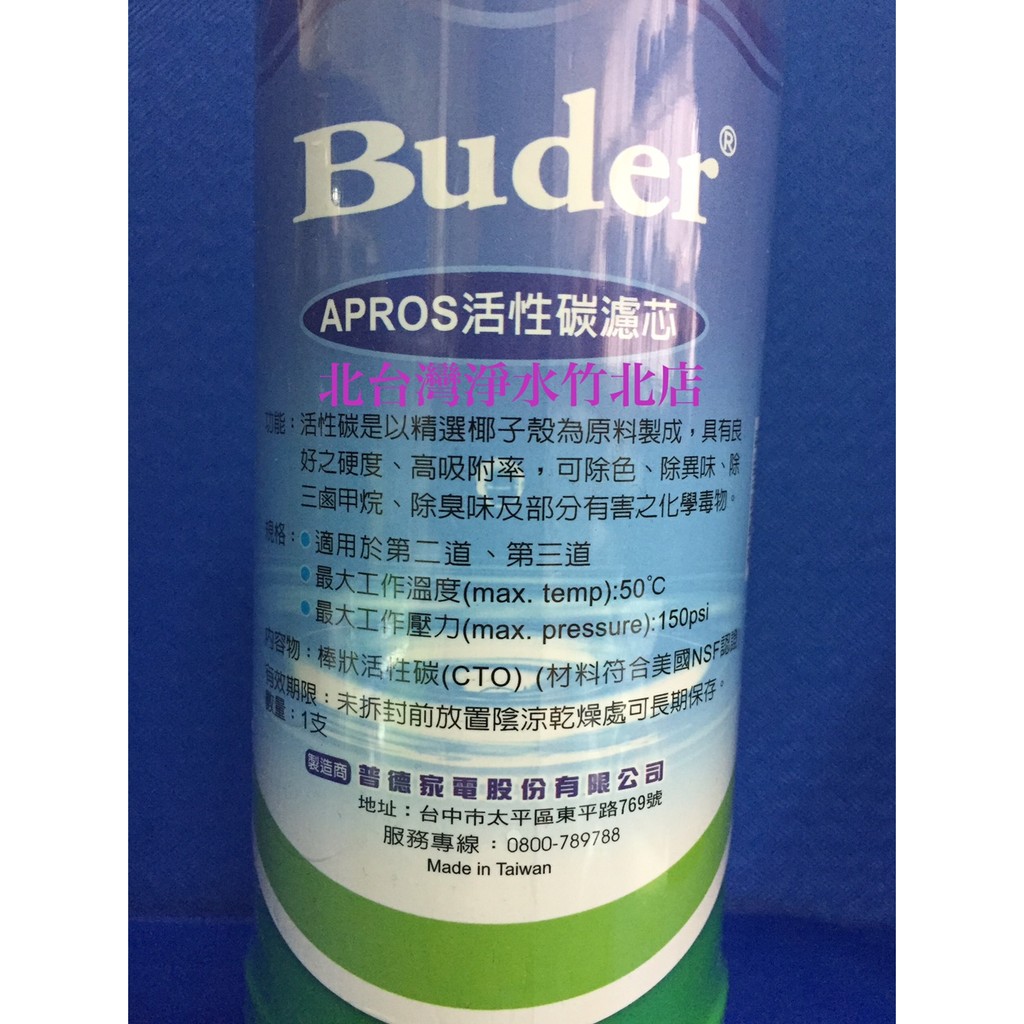 Buder®
APROS活性碳濾芯
北台灣淨水竹北店
功能：活性碳是以精選椰子殼為原料製成，具有良
好之硬度、高吸附率，可除色、除異味、除
三鹵甲烷、除臭味及部分有害之化學毒物。
規格：●適用於第二道、第三道
●最大工作溫度(max. temp):50℃
●最大工作壓力(max. pressure):150psi
內容物：棒狀活性碳(CTO) (材料符合美國NSF認證
有效期限：未拆封前放置陰涼乾燥處可長期保存。
數量：1支
製造商 普德家電股份有限公司
地址：台中市太平區東平路769號
服務專線：0800-789788
Made in Taiwan